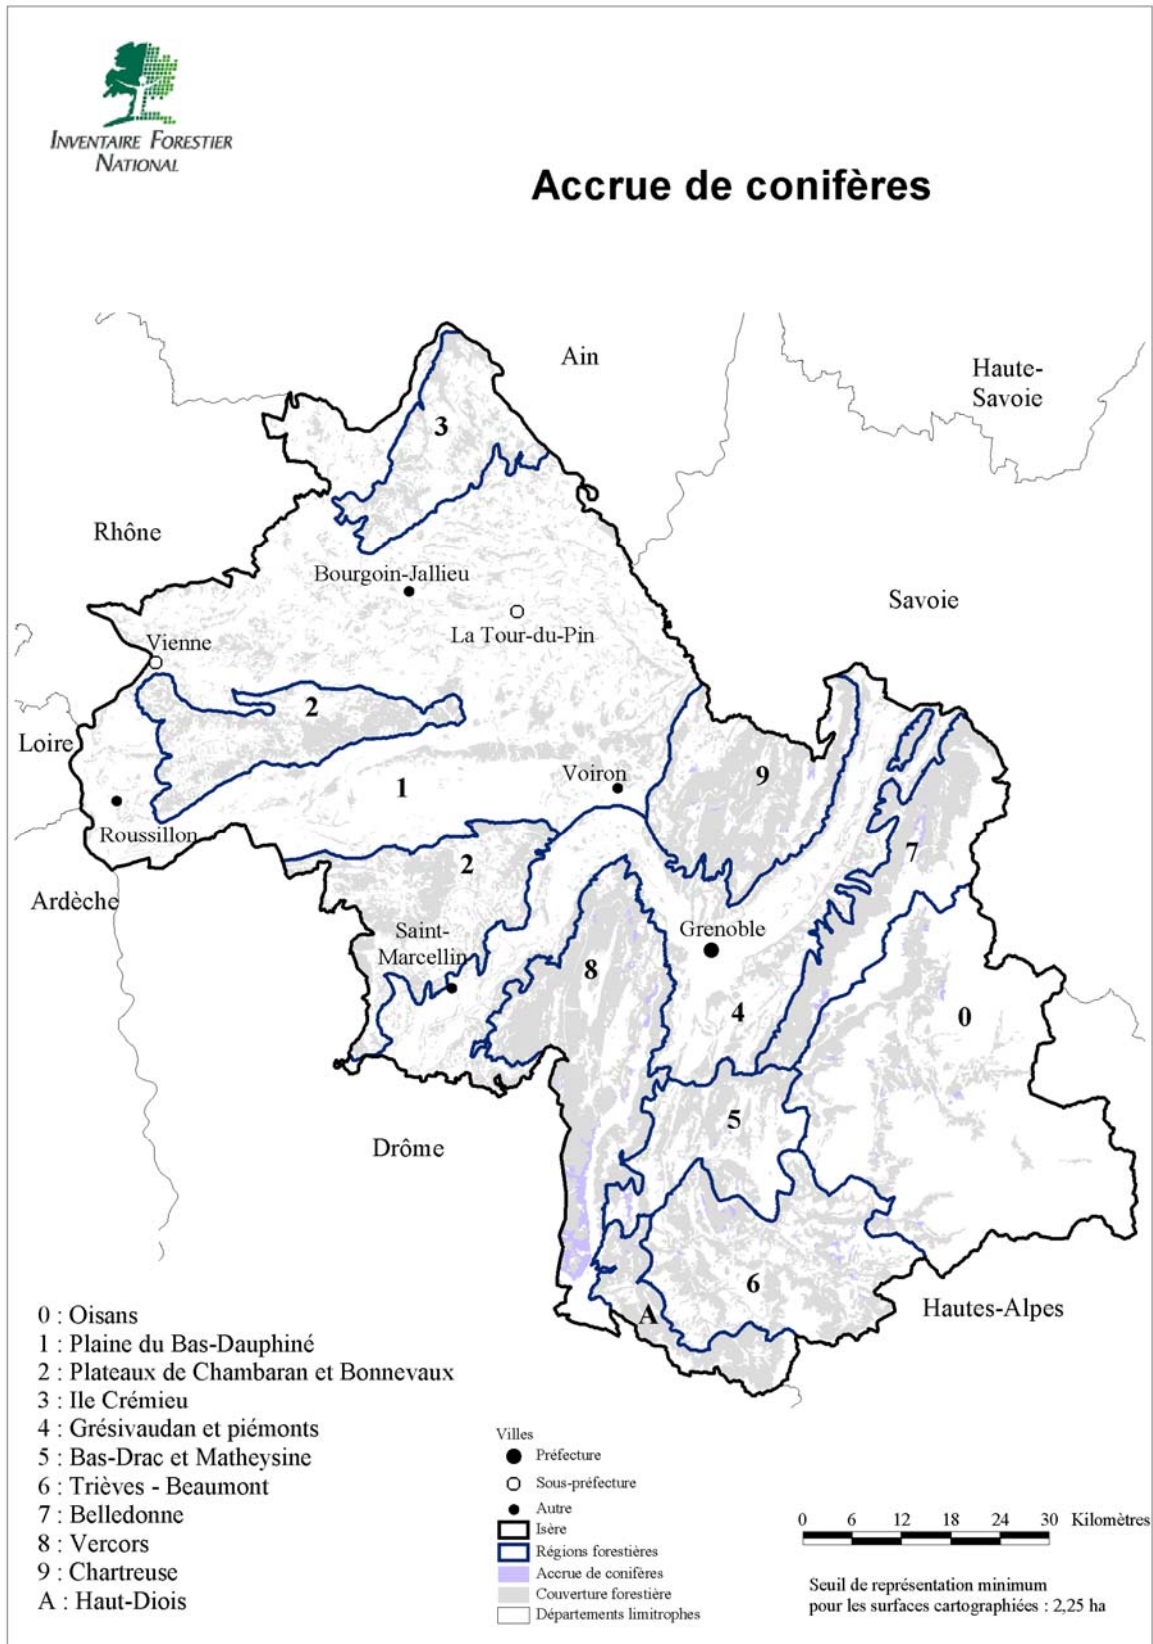 INVENTAIRE FORESTIER
NATIONAL
Accrue de conifères
Ain
Haute-
Savoie
3
Rhône
Bourgoin-Jallieu
La Tour-du-Pin
Savoie
Vienne
2
Loire
1
Voiron
9
Roussillon
2
7
Ardèche
Saint-
Marcellin
Grenoble
8
4
0
5
Drôme
6
A
Hautes-Alpes
0 : Oisans
1 : Plaine du Bas-Dauphiné
2 : Plateaux de Chambaran et Bonnevaux
3 : Ile Crémieu
4 : Grésivaudan et piémonts
5 : Bas-Drac et Matheysine
6 : Trièves - Beaumont
7 : Belledonne
8 : Vercors
9 : Chartreuse
A : Haut-Diois
Villes
Préfecture
Sous-préfecture
Autre
Isère
Régions forestières
Accrue de conifères
Couverture forestière
Départements limitrophes
0 6 12 18 24 30 Kilomètres
Seuil de représentation minimum
pour les surfaces cartographiées : 2,25 ha